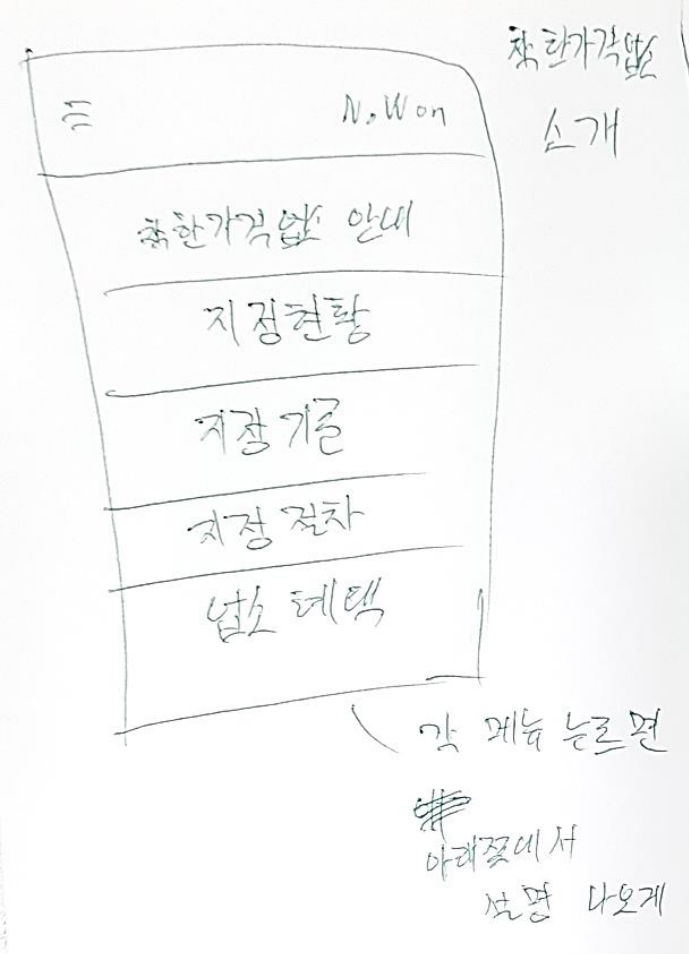 착한가격업소
소개
N.Won
착한가격업소 안내
지정현황
지정기준
지정 절차
업소 혜택
각 메뉴 누르면
아래쪽에서
설명 나오게